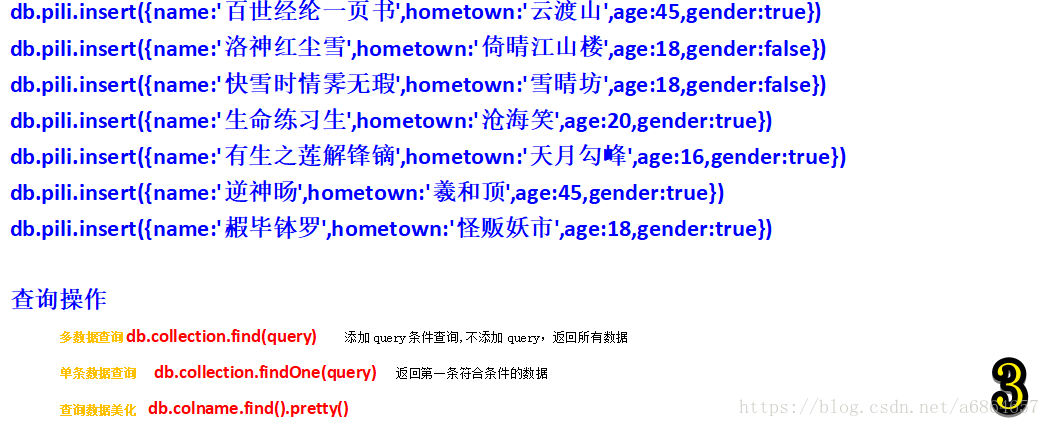 db.pili.insert({name:'百世经纶一页书',hometown:'云渡山',age:45,gender:true})
db.pili.insert({name:'洛神红尘雪',hometown:'倚晴江山楼',age:18,gender:false})
db.pili.insert({name:'快雪时情霁无瑕',hometown:'雪晴坊',age:18,gender:false})
db.pili.insert({name:'生命练习生',hometown:'沧海笑',age:20,gender:true})
db.pili.insert({name:'有生之莲解锋镝',hometown:'天月勾峰',age:16,gender:true})
db.pili.insert({name:'逆神旸',hometown:'羲和顶',age:45,gender:true})
db.pili.insert({name:'毕钵罗',hometown:'怪贩妖市',age:18,gender:true})
查询操作
多数据查询 db.collection.find(query) 添加 query 条件查询,不添加 query，返回所有数据
单条数据查询 db.collection.findOne(query) 返回第一条符合条件的数据
查询数据美化 db.colname.find().pretty()
3